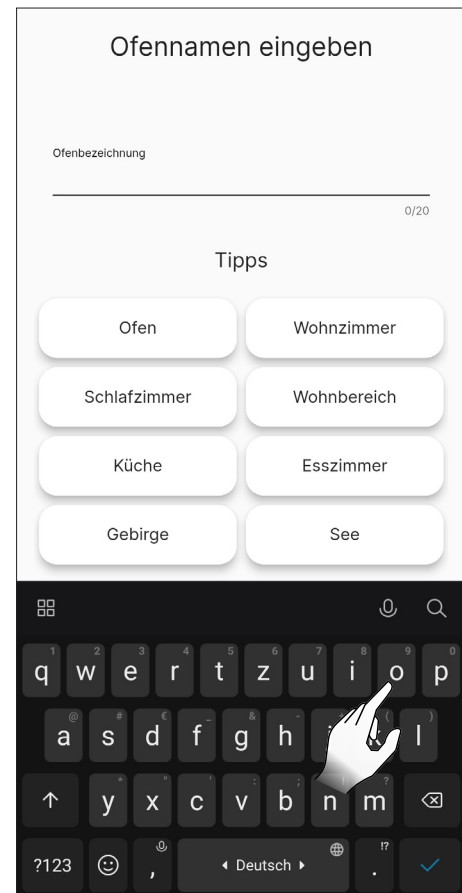 Ofennamen eingeben
Ofenbezeichnung
0/20
Tipps
Ofen Wohnzimmer
Schlafzimmer Wohnbereich
Küche Esszimmer
Gebirge See
1 2 3 4 5 6 7 8 9 0
q w e r t z u i o p
@ # € _ & - ( )
a s d f g h k l
* " ' : ; ! ?
y x c v b n m
!?
?123 , Deutsch .